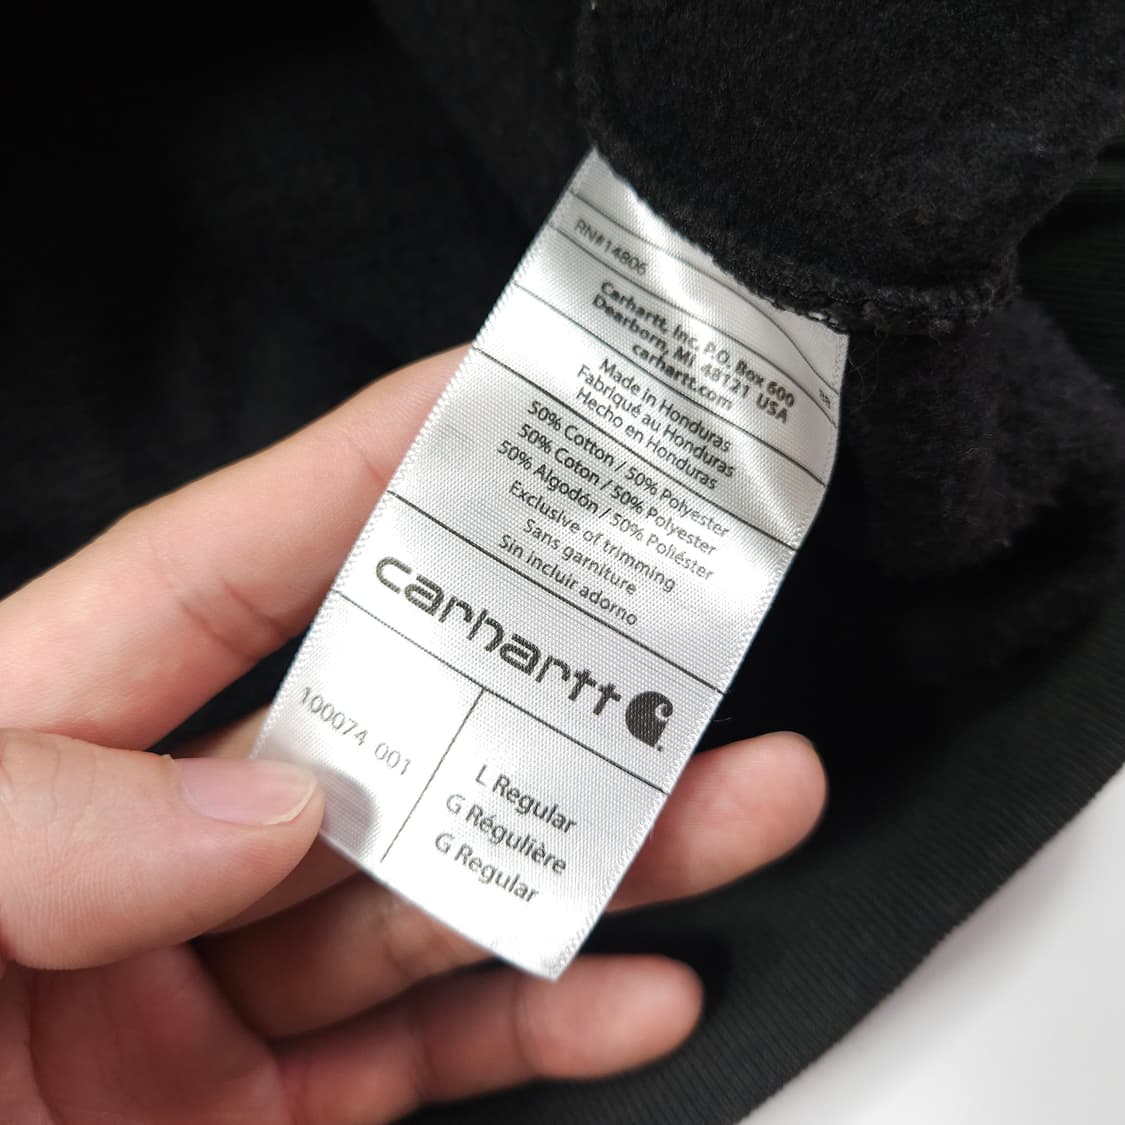 RN#14806
Carhartt, Inc. P.O. Box 600
Dearborn, MI 48121 USA
carhartt.com
Made in Honduras
Fabriqué au Honduras
Hecho en Honduras
50% Cotton / 50% Polyester
50% Coton / 50% Polyester
50% Algodón / 50% Poliéster
Exclusive of trimming
Sans garniture
Sin incluir adorno
carhartt
100074 001
L Regular
G Régulière
G Regular